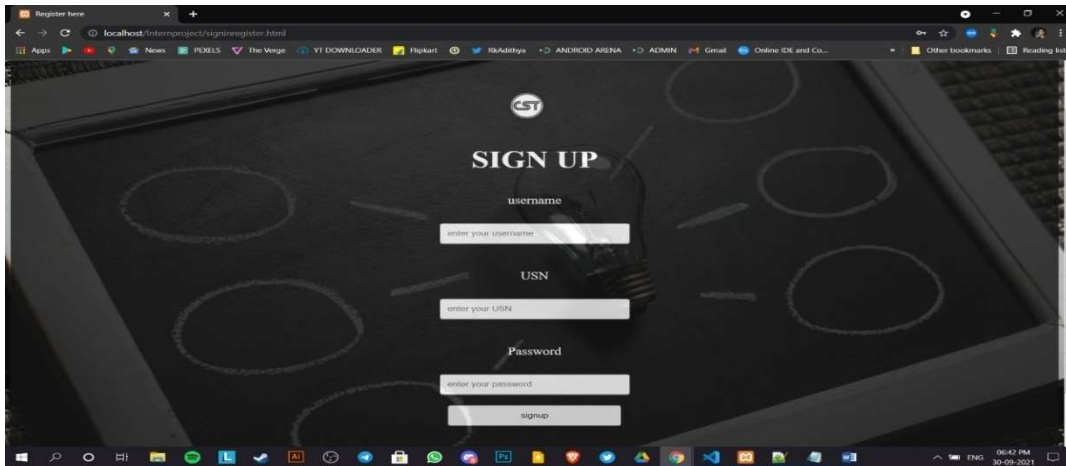 Register here
localhost/Internproject/signinregister.html
Apps News PEXELS The Verge YT DOWNLOADER Flipkart RkAdithya ANDROID ARENA ADMIN Gmail Online IDE and Co... » Other bookmarks Reading list
CST
SIGN UP
username
enter your username
USN
enter your USN
Password
enter your password
signup
ENG 06:42 PM
30-09-2021